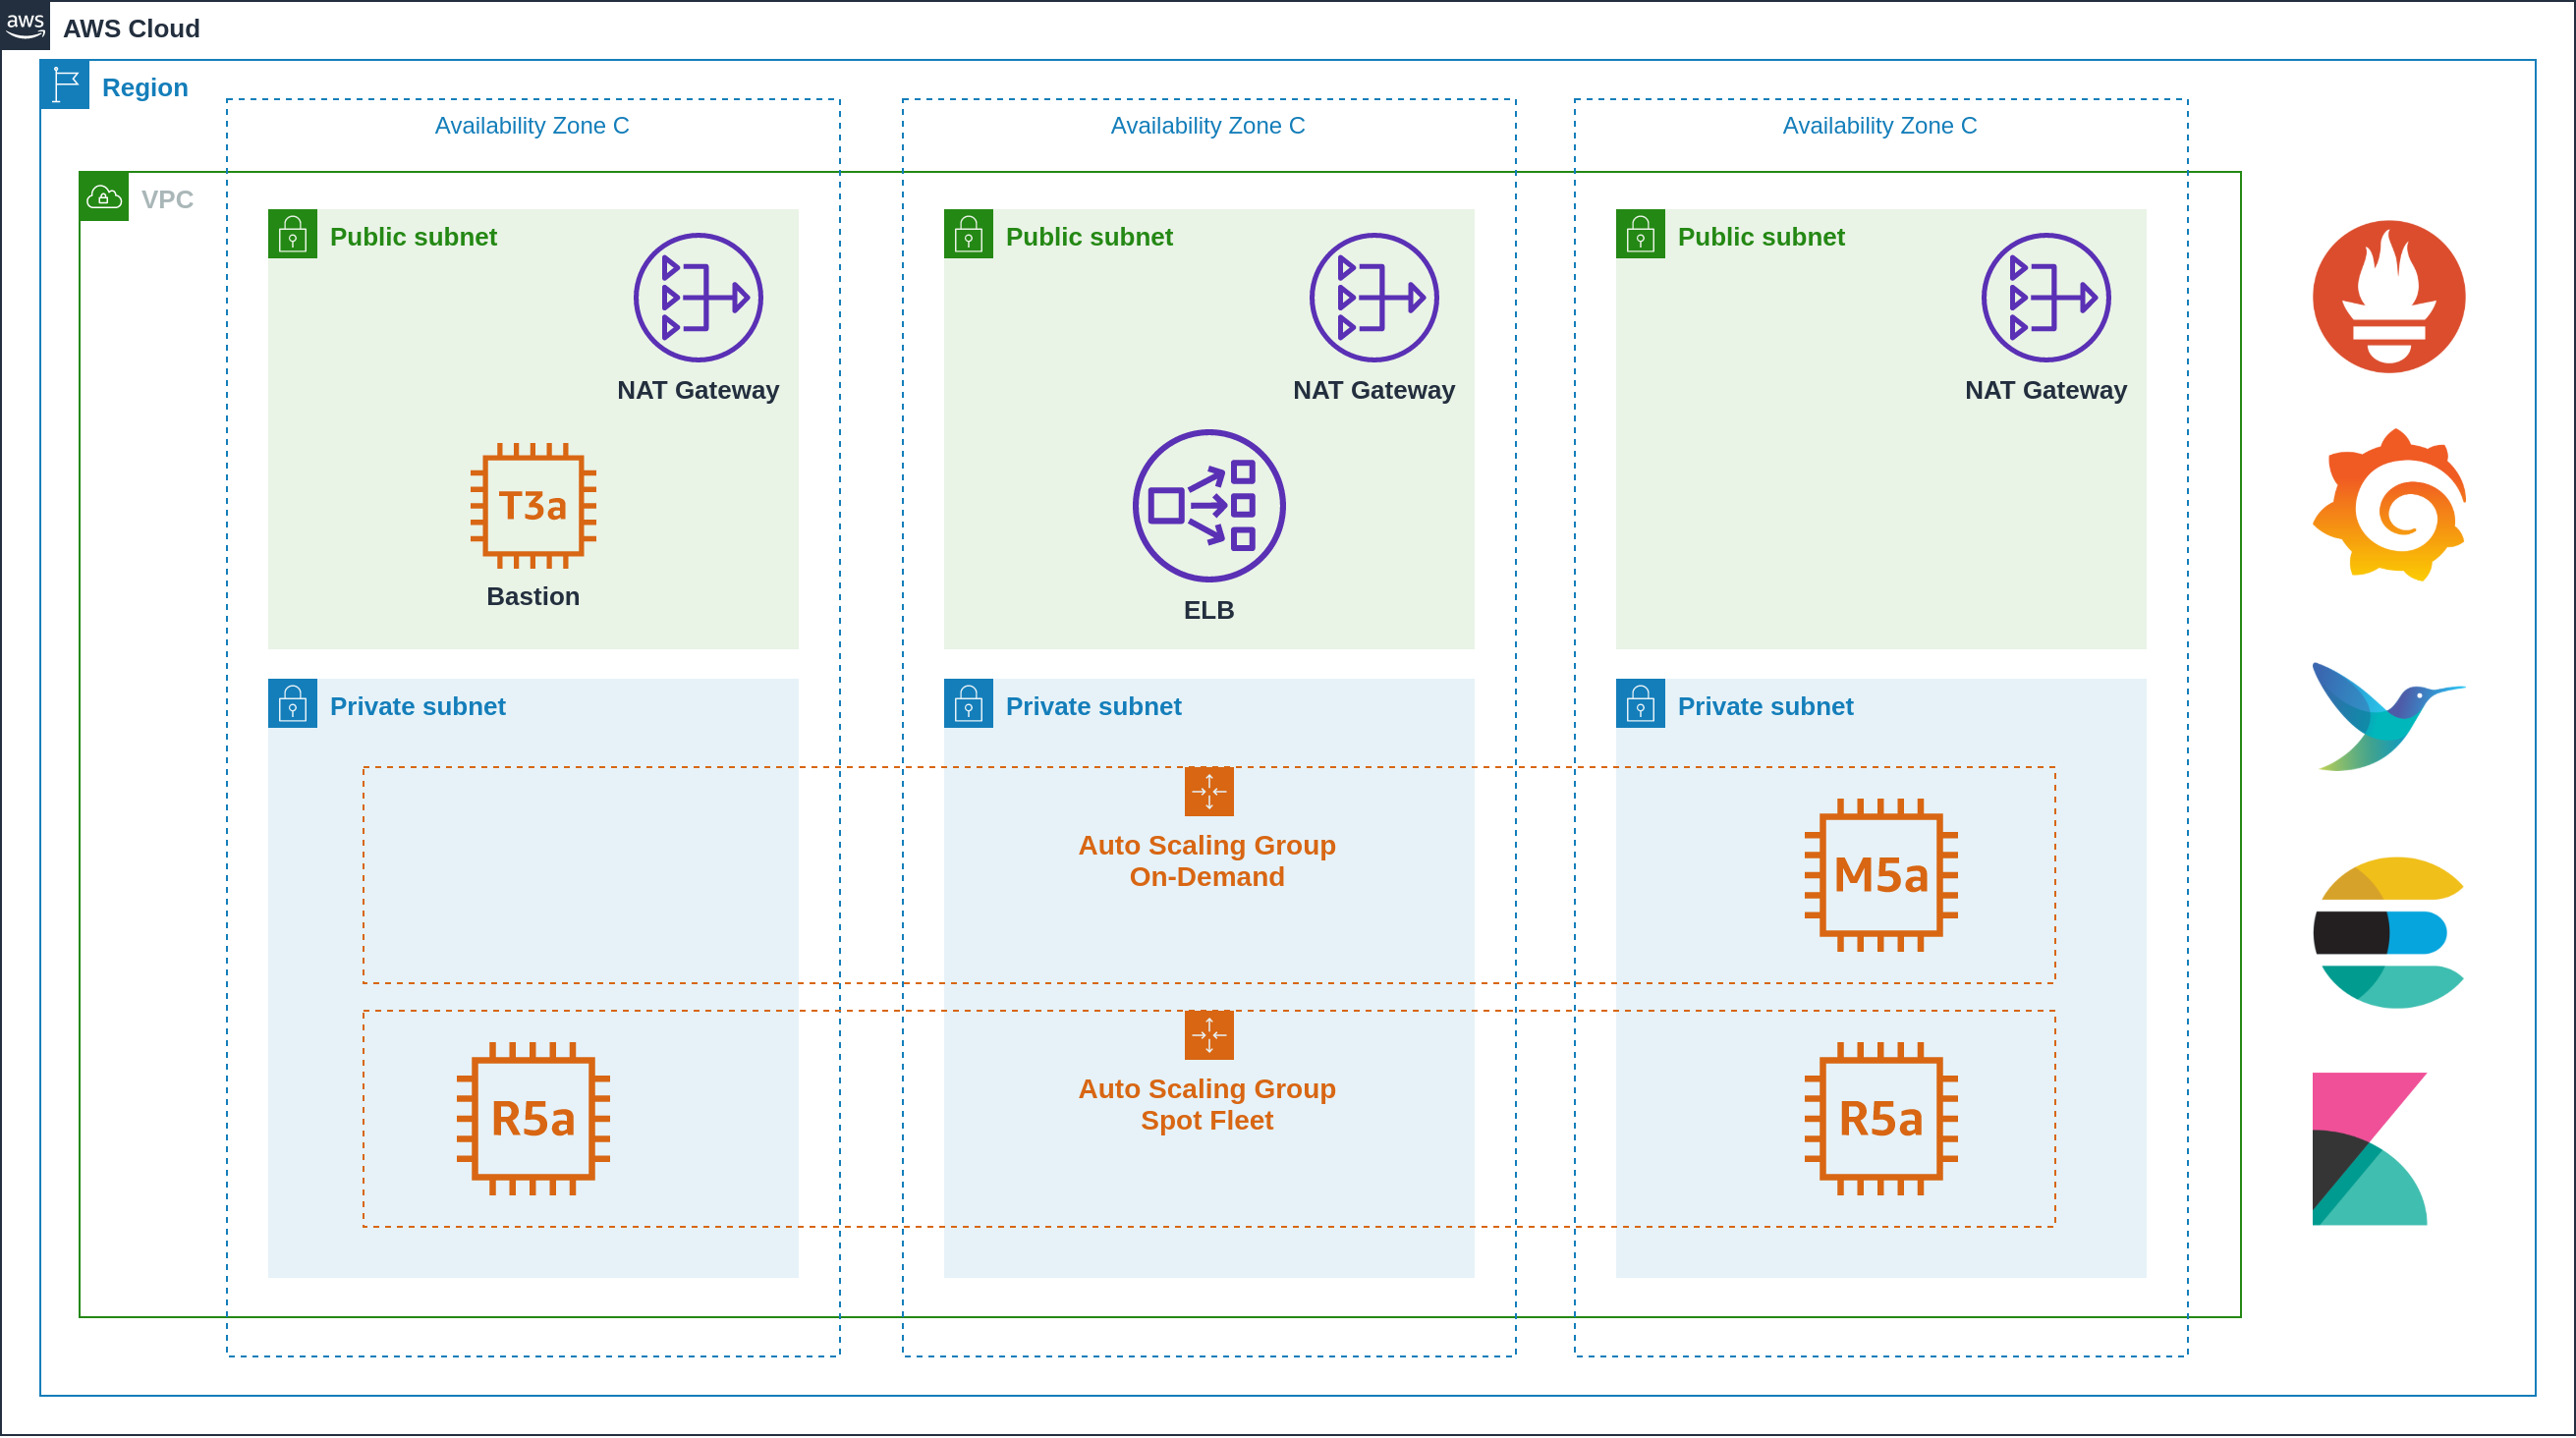 aws
AWS Cloud
Region
Availability Zone C
Availability Zone C
Availability Zone C
VPC
Public subnet
Public subnet
Public subnet
NAT Gateway
NAT Gateway
NAT Gateway
T3a
Bastion
ELB
Private subnet
Private subnet
Private subnet
Auto Scaling Group
On-Demand
M5a
Auto Scaling Group
Spot Fleet
R5a
R5a